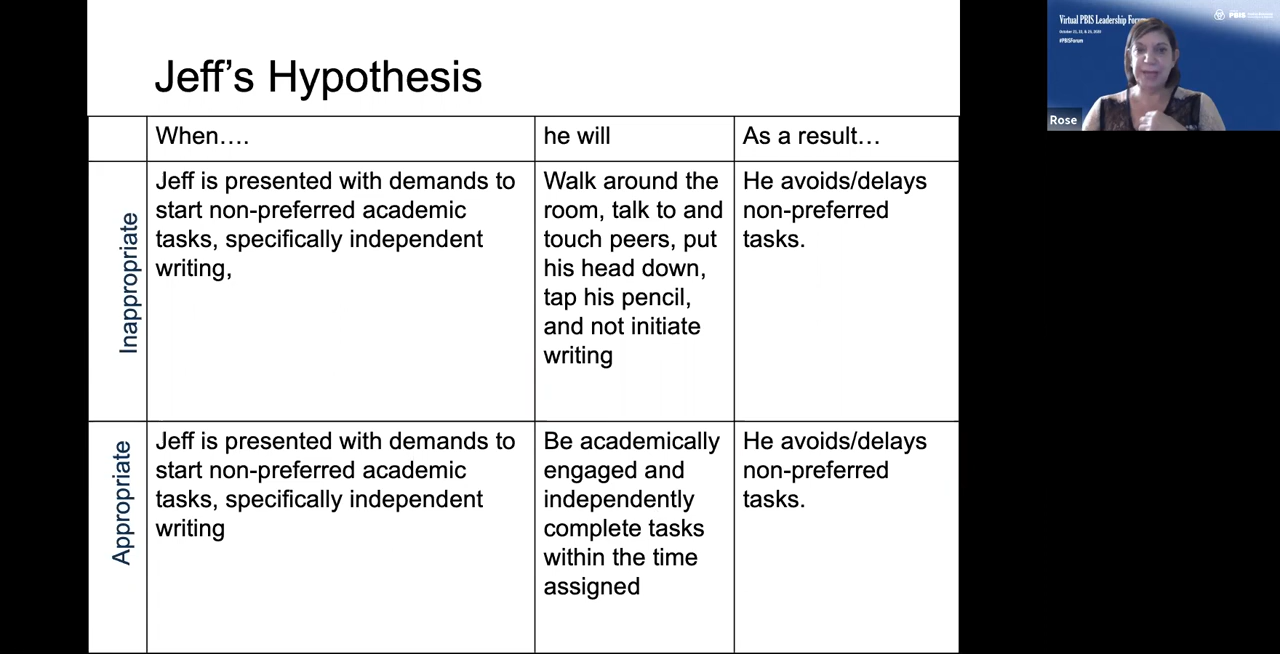 Jeff's Hypothesis
When....
he will
As a result...
Inappropriate
Jeff is presented with demands to
start non-preferred academic
tasks, specifically independent
writing,
Walk around the
room, talk to and
touch peers, put
his head down,
tap his pencil,
and not initiate
writing
He avoids/delays
non-preferred
tasks.
Appropriate
Jeff is presented with demands to
start non-preferred academic
tasks, specifically independent
writing
Be academically
engaged and
independently
complete tasks
within the time
assigned
He avoids/delays
non-preferred
tasks.
Virtual PBIS Leadership Forum
#PBISForum
PBIS
Rose